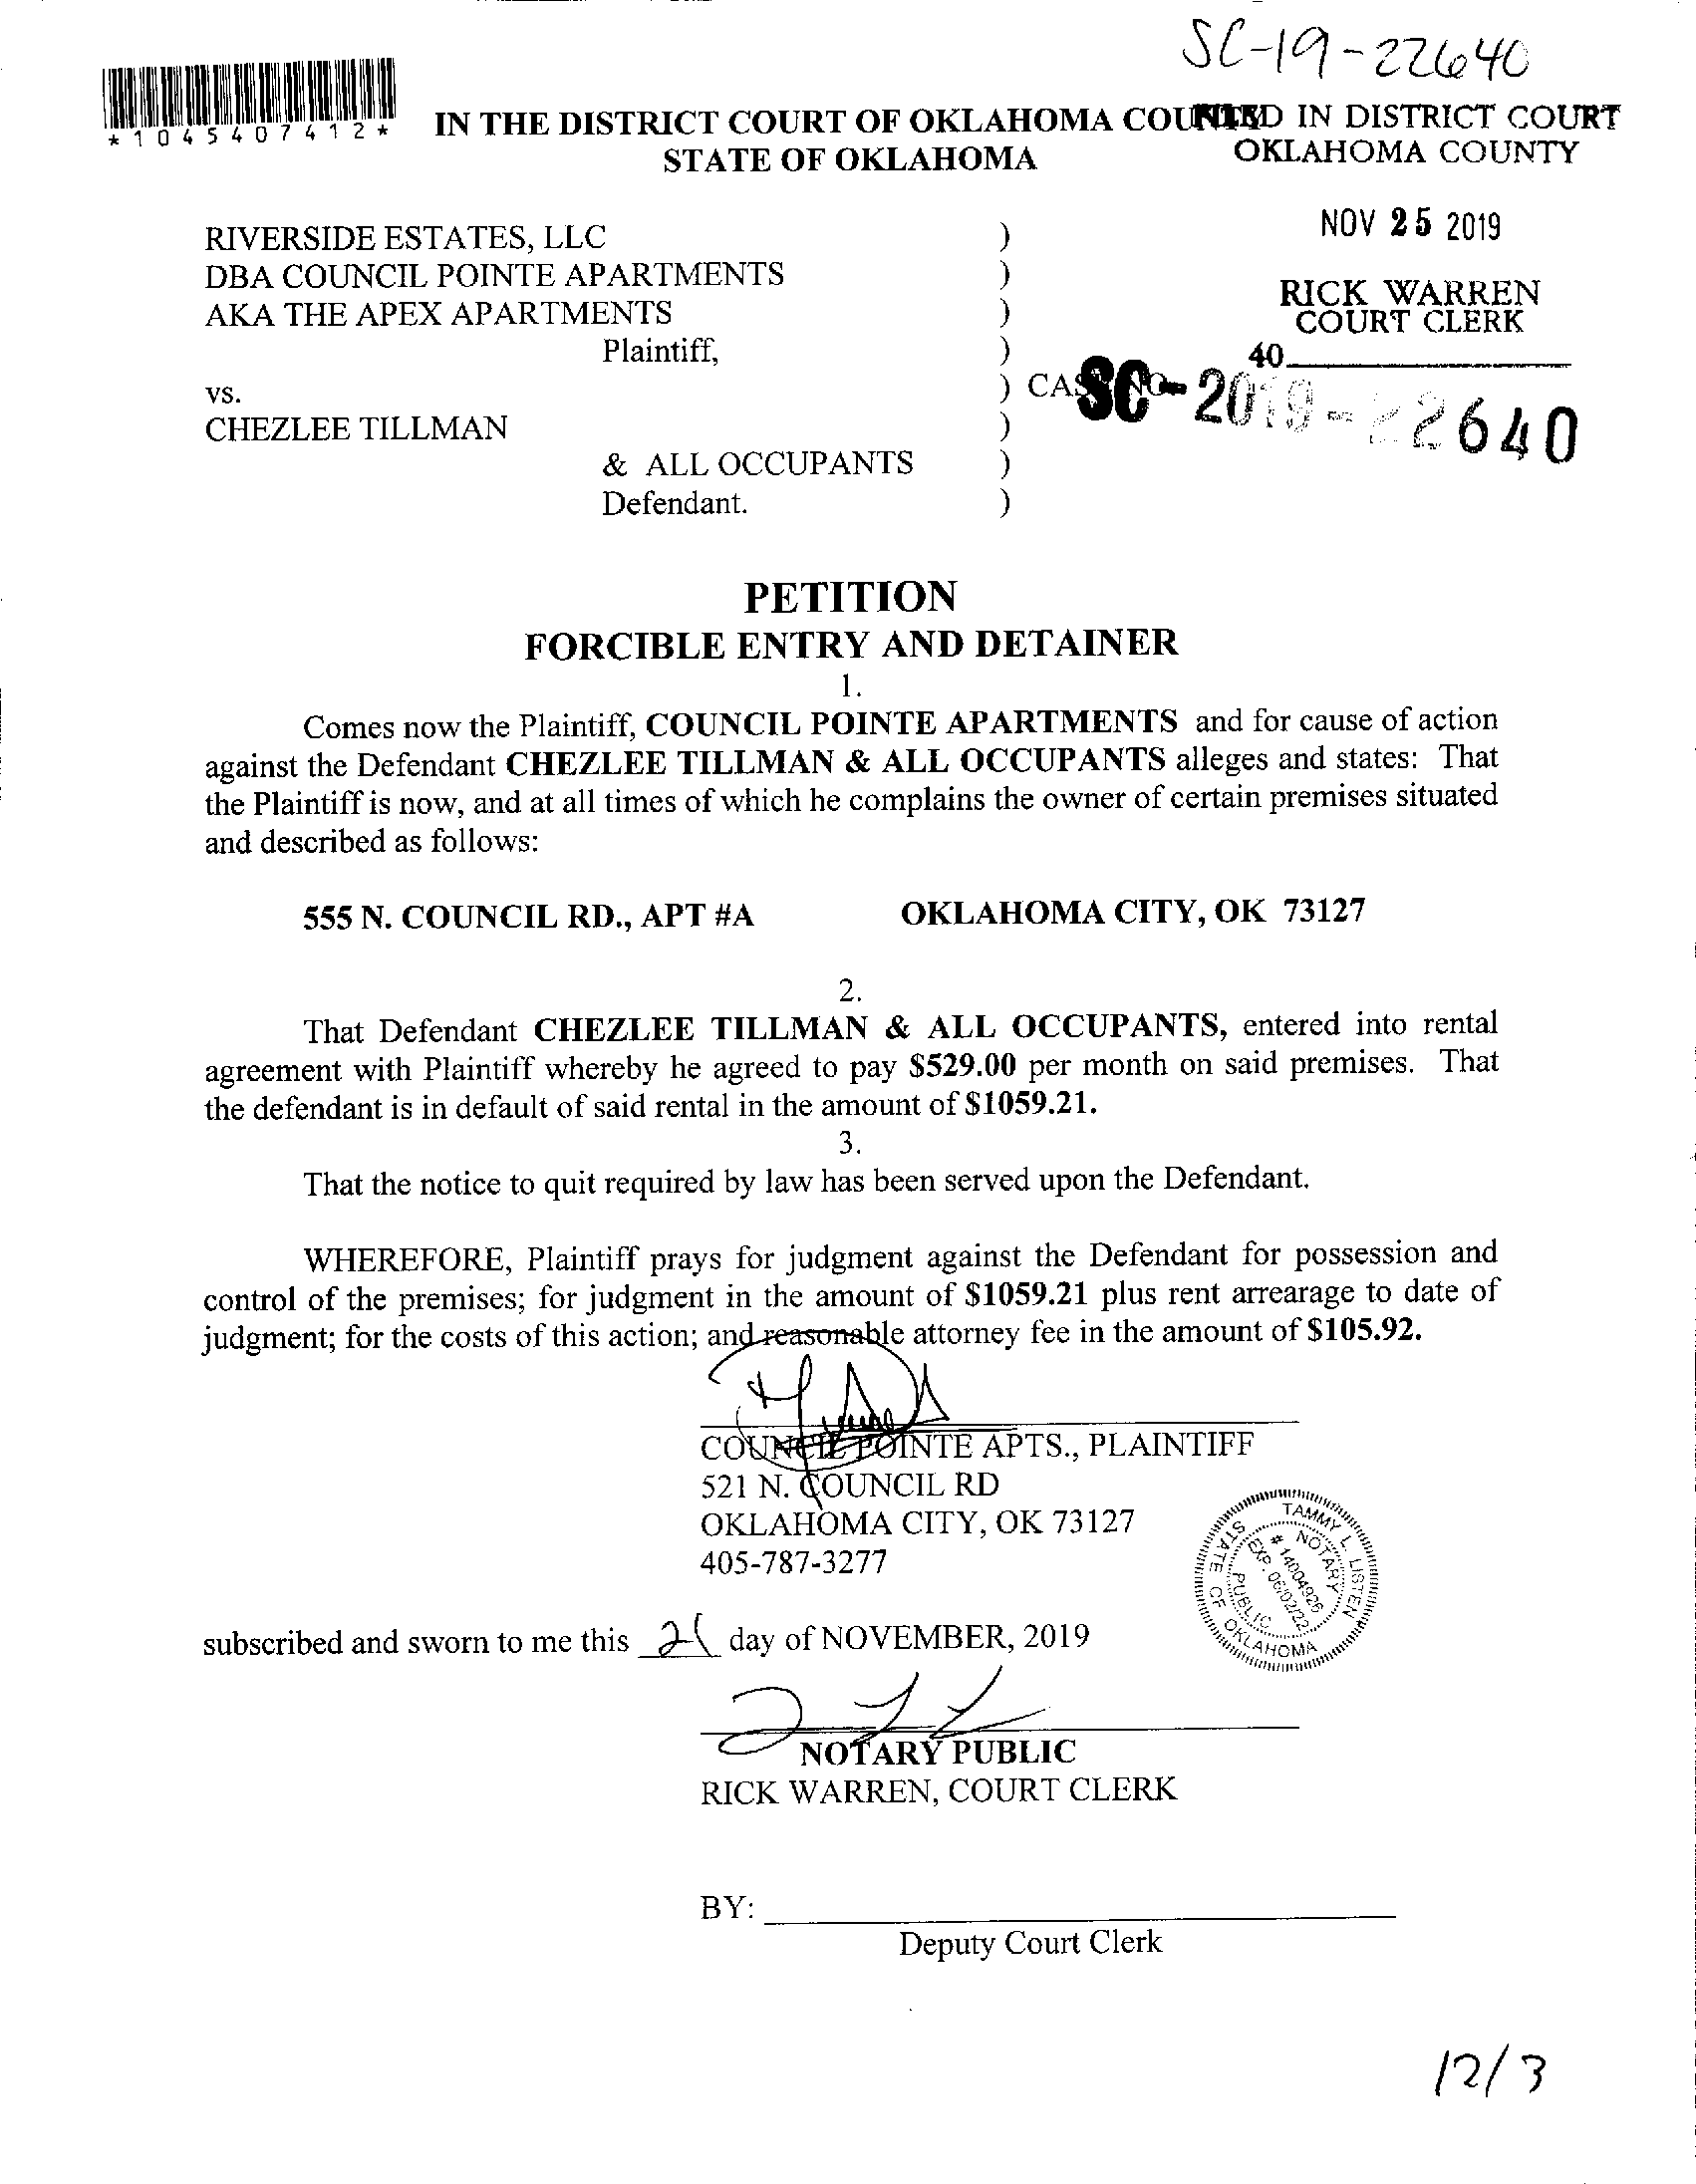 SC-19-22640
*1045407412*
IN THE DISTRICT COURT OF OKLAHOMA
STATE OF OKLAHOMA
IN DISTRICT COURT
OKLAHOMA COUNTY
NOV 25 2019
RICK WARREN
COURT CLERK
40
RIVERSIDE ESTATES, LLC )
DBA COUNCIL POINTE APARTMENTS )
AKA THE APEX APARTMENTS )
Plaintiff, )
vs. ) SC-2019-22640
CHEZLEE TILLMAN )
& ALL OCCUPANTS )
Defendant. )
PETITION
FORCIBLE ENTRY AND DETAINER
1.
Comes now the Plaintiff, COUNCIL POINTE APARTMENTS and for cause of action
against the Defendant CHEZLEE TILLMAN & ALL OCCUPANTS alleges and states: That
the Plaintiff is now, and at all times of which he complains the owner of certain premises situated
and described as follows:
555 N. COUNCIL RD., APT #A OKLAHOMA CITY, OK 73127
2.
That Defendant CHEZLEE TILLMAN & ALL OCCUPANTS, entered into rental
agreement with Plaintiff whereby he agreed to pay $529.00 per month on said premises. That
the defendant is in default of said rental in the amount of $1059.21.
3.
That the notice to quit required by law has been served upon the Defendant.
WHEREFORE, Plaintiff prays for judgment against the Defendant for possession and
control of the premises; for judgment in the amount of $1059.21 plus rent arrearage to date of
judgment; for the costs of this action; and reasonable attorney fee in the amount of $105.92.
COUNCIL POINTE APTS., PLAINTIFF
521 N. COUNCIL RD
OKLAHOMA CITY, OK 73127
405-787-3277
TAMMY L. LISTEN
NOTARY
# 14004926
EXP. 06/02/22
PUBLIC
STATE OF OKLAHOMA
subscribed and sworn to me this 21 day of NOVEMBER, 2019
NOTARY PUBLIC
RICK WARREN, COURT CLERK
BY:
Deputy Court Clerk
12/3